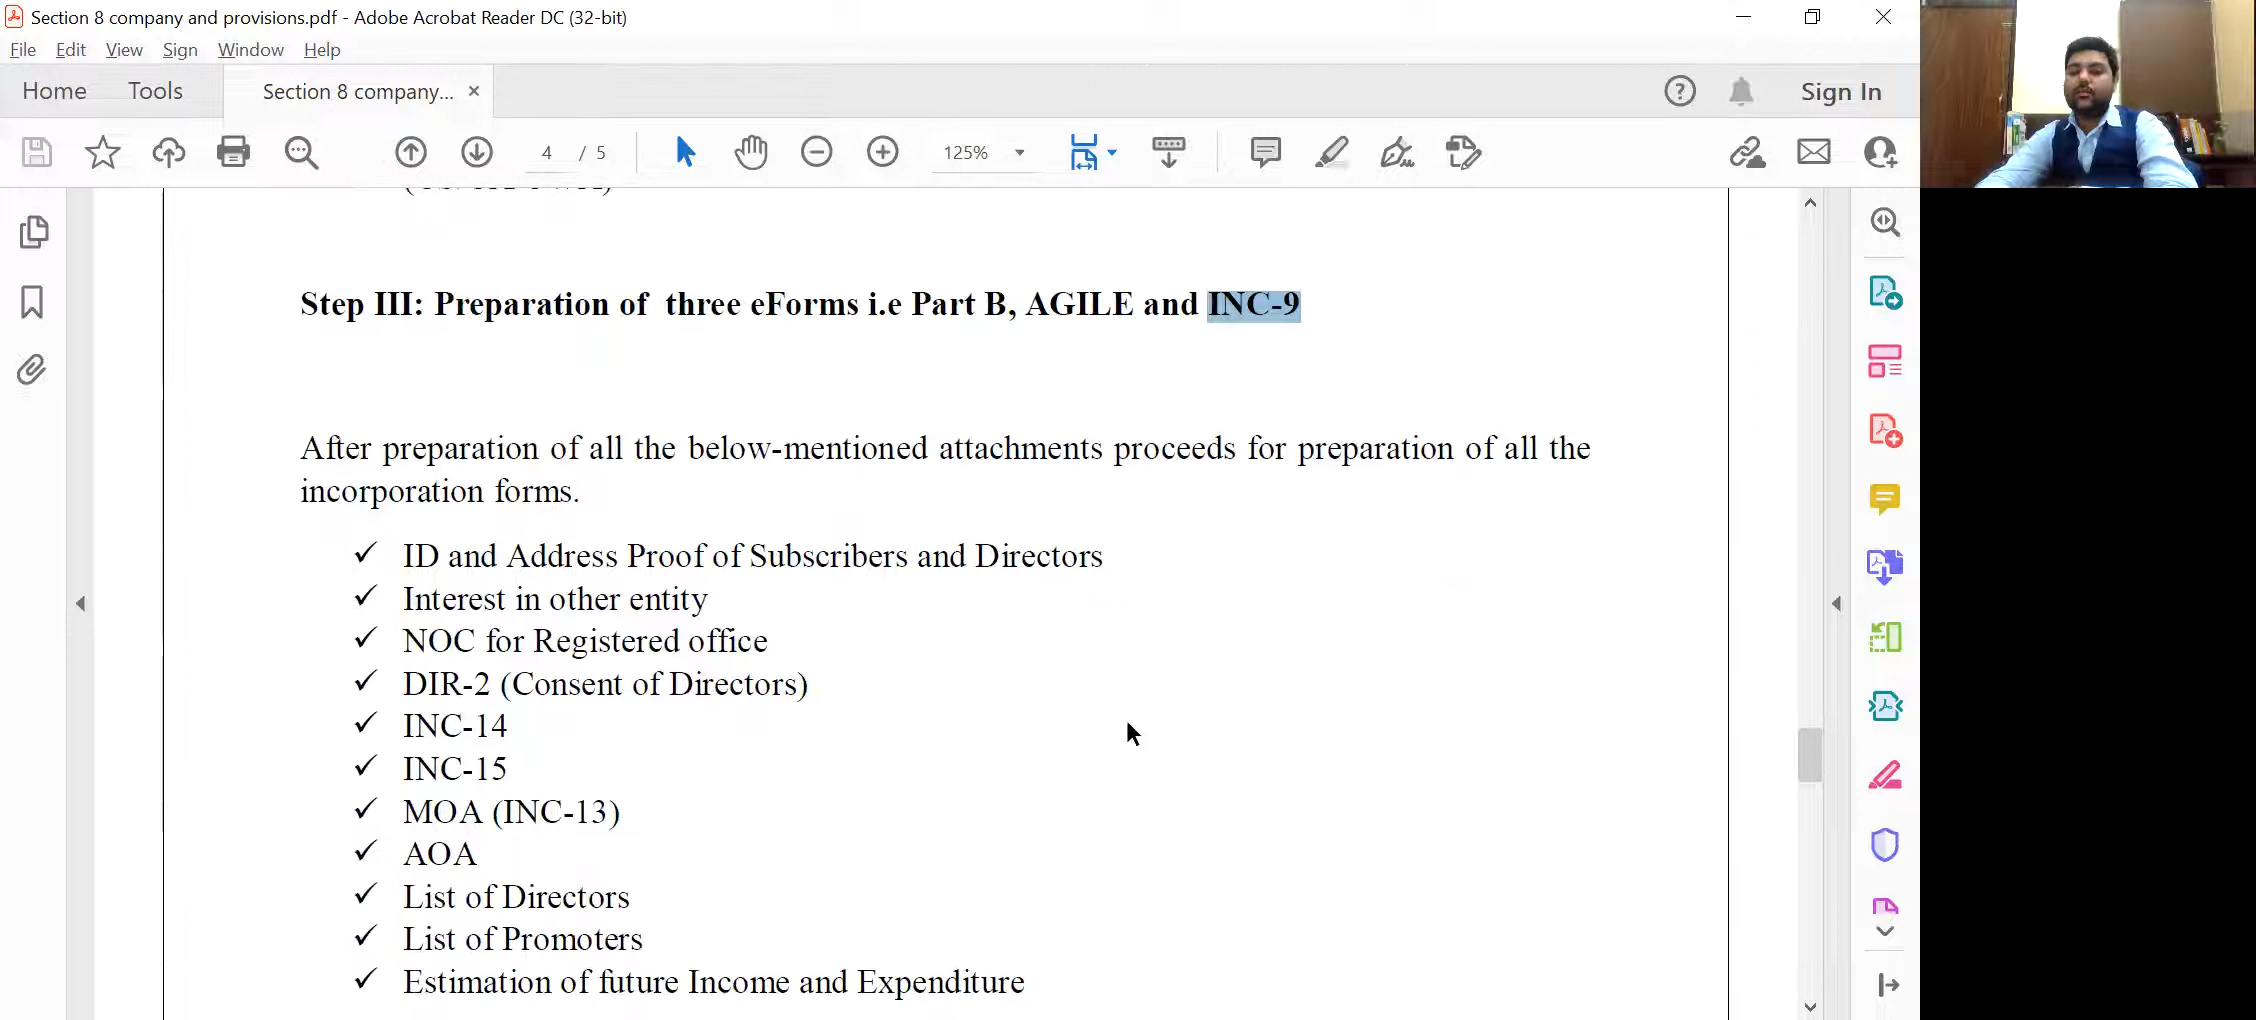 Section 8 company and provisions.pdf - Adobe Acrobat Reader DC (32-bit)
File Edit View Sign Window Help
Home Tools Section 8 company... × Sign In
4 / 5 125%
Step III: Preparation of three eForms i.e Part B, AGILE and INC-9
After preparation of all the below-mentioned attachments proceeds for preparation of all the
incorporation forms.
✓ ID and Address Proof of Subscribers and Directors
✓ Interest in other entity
✓ NOC for Registered office
✓ DIR-2 (Consent of Directors)
✓ INC-14
✓ INC-15
✓ MOA (INC-13)
✓ AOA
✓ List of Directors
✓ List of Promoters
✓ Estimation of future Income and Expenditure